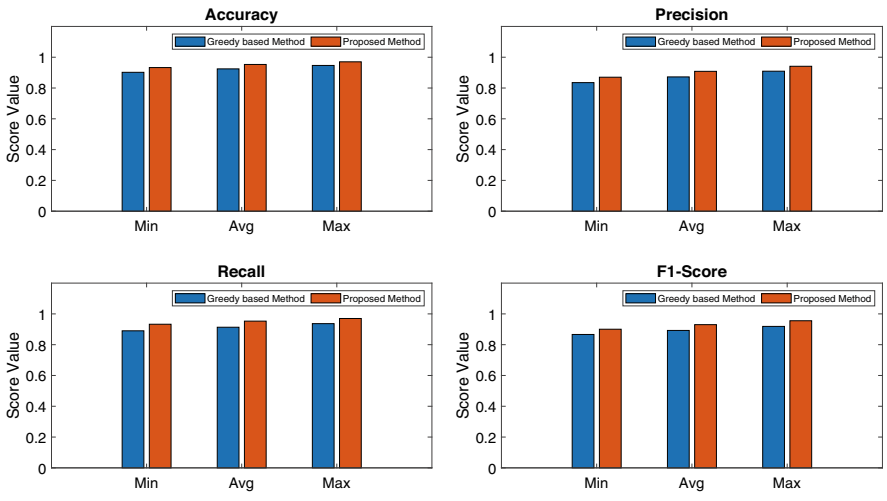 Accuracy
Greedy based Method Proposed Method
Score Value
1
0.8
0.6
0.4
0.2
0
Min Avg Max
Precision
Greedy based Method Proposed Method
Score Value
1
0.8
0.6
0.4
0.2
0
Min Avg Max
Recall
Greedy based Method Proposed Method
Score Value
1
0.8
0.6
0.4
0.2
0
Min Avg Max
F1-Score
Greedy based Method Proposed Method
Score Value
1
0.8
0.6
0.4
0.2
0
Min Avg Max